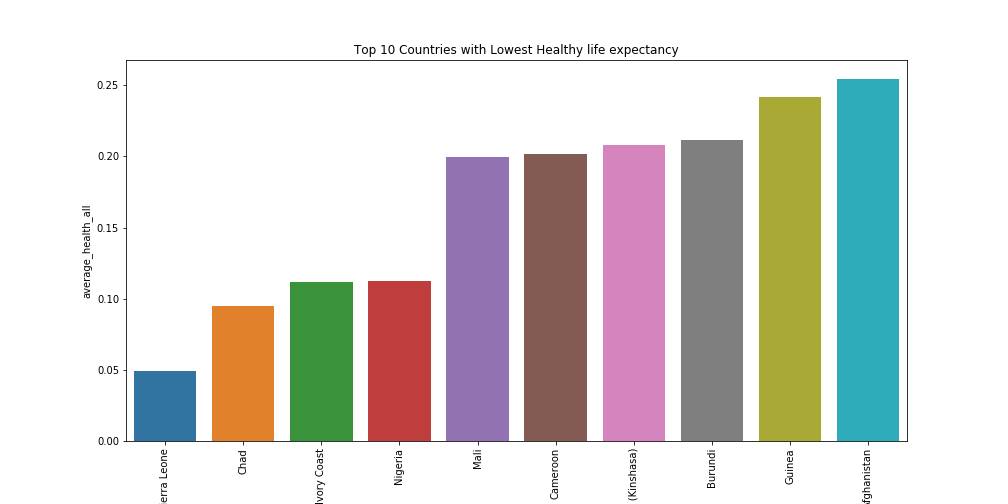 Top 10 Countries with Lowest Healthy life expectancy
average_health_all
0.25
0.20
0.15
0.10
0.05
0.00
erra Leone
Chad
Ivory Coast
Nigeria
Mali
Cameroon
(Kinshasa)
Burundi
Guinea
fghanistan